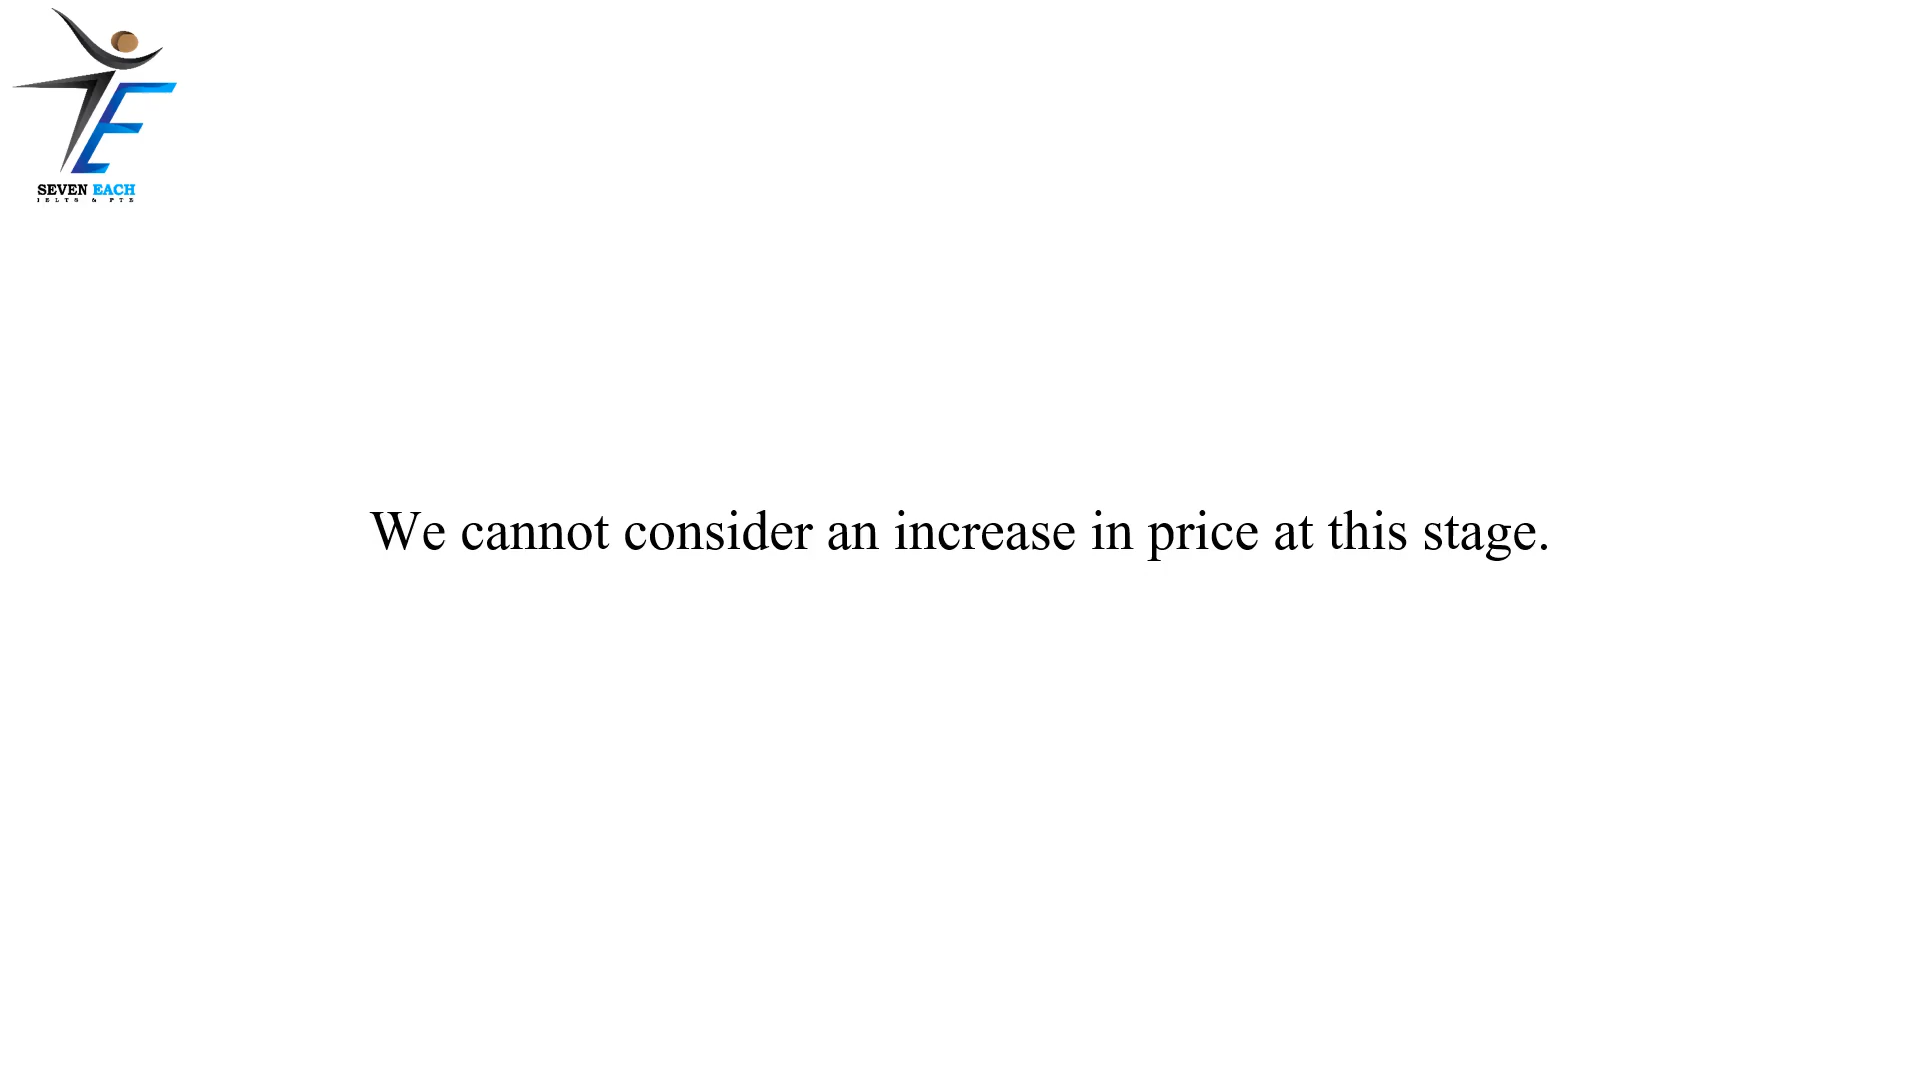 SEVEN EACH
IELTS & PTE
We cannot consider an increase in price at this stage.